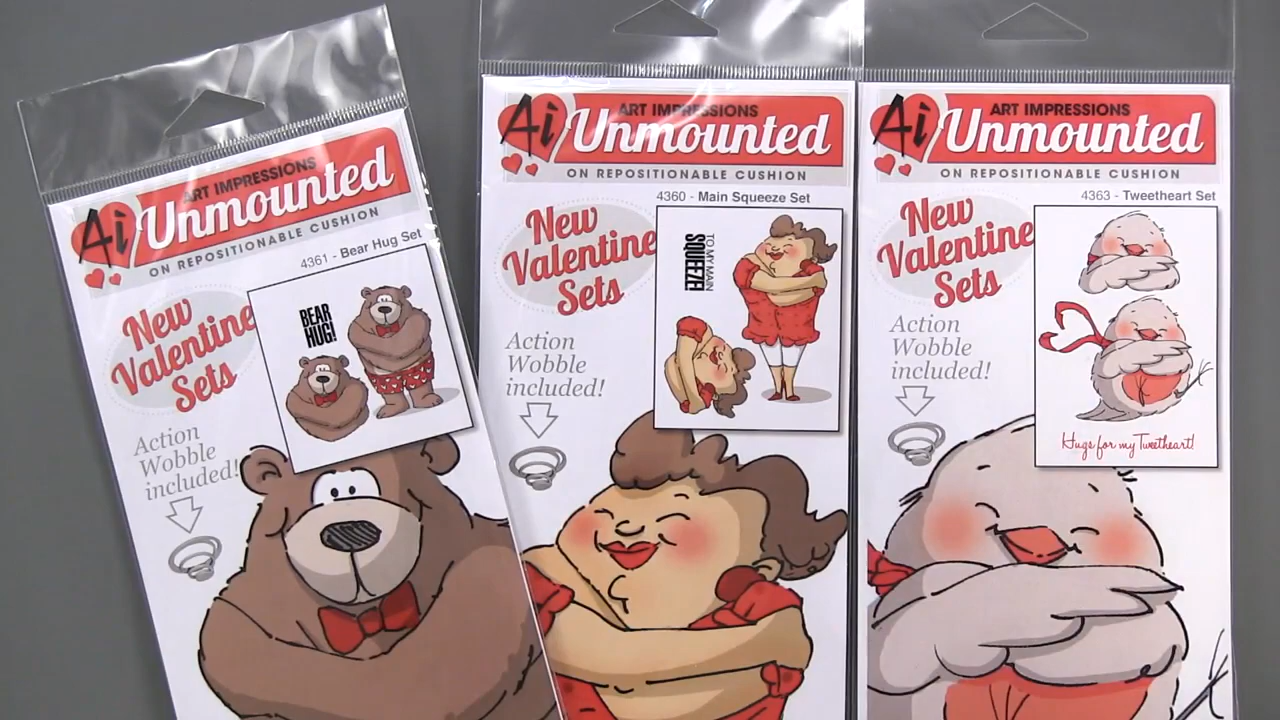 Ai ART IMPRESSIONS
Unmounted
ON REPOSITIONABLE CUSHION
4361 - Bear Hug Set
New
Valentine
Sets
BEAR
HUG!
Action
Wobble
included!
Ai ART IMPRESSIONS
Unmounted
ON REPOSITIONABLE CUSHION
4360 - Main Squeeze Set
New
Valentine
Sets
TO MY MAIN
SQUEEZE!
Action
Wobble
included!
Ai ART IMPRESSIONS
Unmounted
ON REPOSITIONABLE CUSHION
4363 - Tweetheart Set
New
Valentine
Sets
Action
Wobble
included!
Hugs for my Tweetheart!